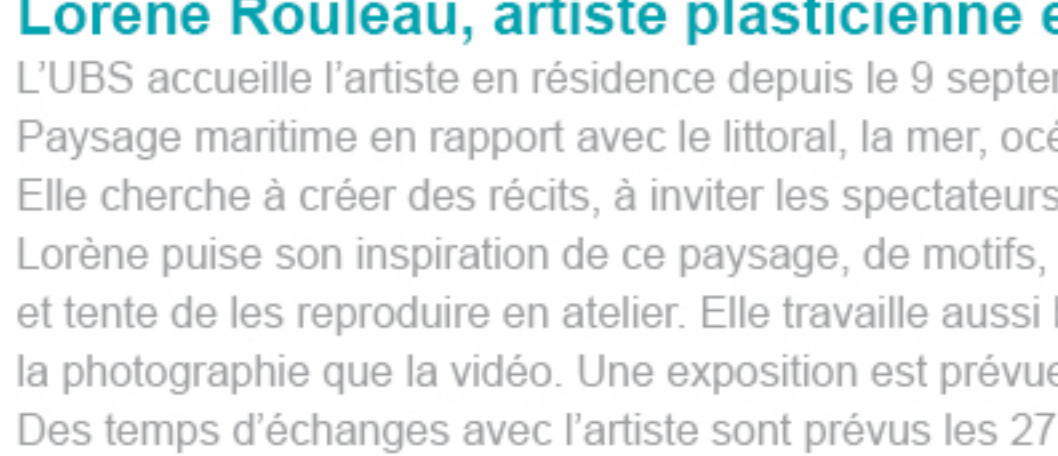 Lorène Rouleau, artiste plasticienne
L’UBS accueille l’artiste en résidence depuis le 9
Paysage maritime en rapport avec le littoral, la mer,
Elle cherche à créer des récits, à inviter les spectateurs
Lorène puise son inspiration de ce paysage, de motifs,
et tente de les reproduire en atelier. Elle travaille aussi
la photographie que la vidéo. Une exposition est prévue
Des temps d’échanges avec l’artiste sont prévus les 27